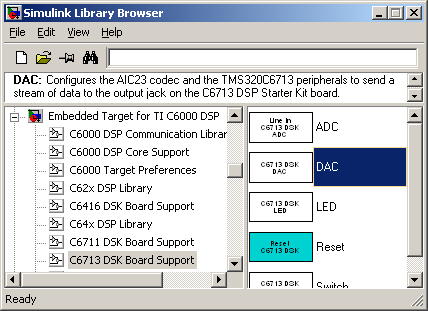 Simulink Library Browser
File Edit View Help
DAC: Configures the AIC23 codec and the TMS320C6713 peripherals to send a
stream of data to the output jack on the C6713 DSP Starter Kit board.
Embedded Target for TI C6000 DSP
C6000 DSP Communication Librar
C6000 DSP Core Support
C6000 Target Preferences
C62x DSP Library
C6416 DSK Board Support
C64x DSP Library
C6711 DSK Board Support
C6713 DSK Board Support
Line In
C6713 DSK
ADC
ADC
C6713 DSK
DAC
DAC
C6713 DSK
LED
LED
Reset
C6713 DSK
Reset
C6713 DSK
Switch
Ready